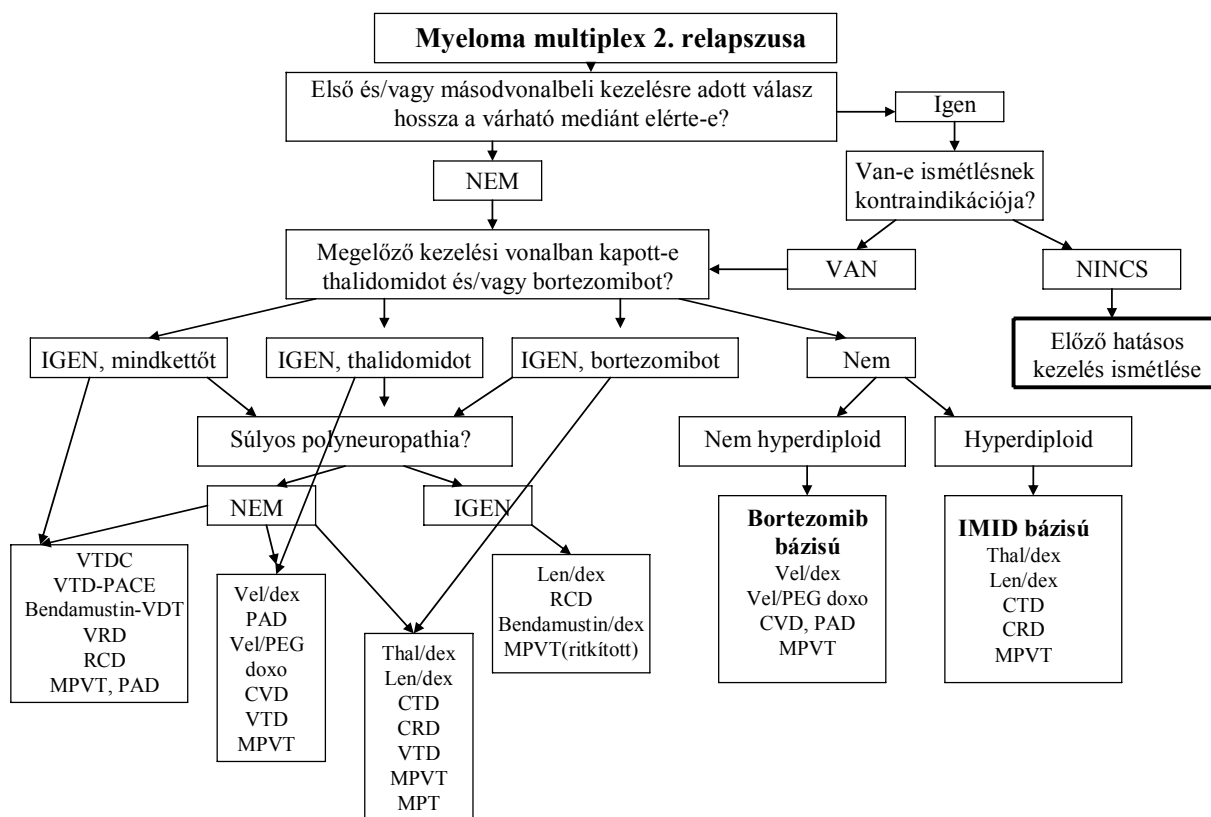 Myeloma multiplex 2. relapszusa
Első és/vagy másodvonalbeli kezelésre adott válasz
hossza a várható mediánt elérte-e?
Igen
NEM
Van-e ismétlésnek
kontraindikációja?
Megelőző kezelési vonalban kapott-e
thalidomidot és/vagy bortezomibot?
VAN
NINCS
Előző hatásos
kezelés ismétlése
IGEN, mindkettőt
IGEN, thalidomidot
IGEN, bortezomibot
Nem
Súlyos polyneuropathia?
Nem hyperdiploid
Hyperdiploid
NEM
IGEN
VTDC
VTD-PACE
Bendamustin-VDT
VRD
RCD
MPVT, PAD
Vel/dex
PAD
Vel/PEG
doxo
CVD
VTD
MPVT
Thal/dex
Len/dex
CTD
CRD
VTD
MPVT
MPT
Len/dex
RCD
Bendamustin/dex
MPVT(ritkított)
Bortezomib
bázisú
Vel/dex
Vel/PEG doxo
CVD, PAD
MPVT
IMID bázisú
Thal/dex
Len/dex
CTD
CRD
MPVT